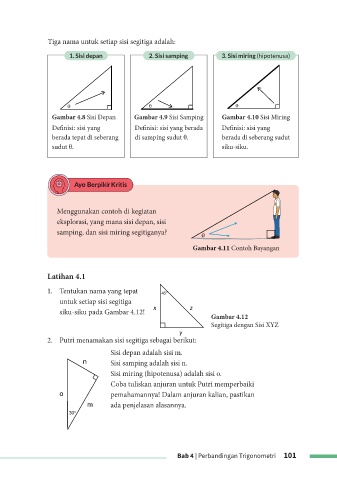 Tiga nama untuk setiap sisi segitiga adalah:
1. Sisi depan
2. Sisi samping
3. Sisi miring (hipotenusa)
θ
θ
θ
Gambar 4.8 Sisi Depan
Definisi: sisi yang
berada tepat di seberang
sudut θ.
Gambar 4.9 Sisi Samping
Definisi: sisi yang berada
di samping sudut θ.
Gambar 4.10 Sisi Miring
Definisi: sisi yang
berada di seberang sudut
siku-siku.
Ayo Berpikir Kritis
Menggunakan contoh di kegiatan
eksplorasi, yang mana sisi depan, sisi
samping, dan sisi miring segitiganya?
θ
Gambar 4.11 Contoh Bayangan
Latihan 4.1
1. Tentukan nama yang tepat
untuk setiap sisi segitiga
siku-siku pada Gambar 4.12!
x
z
y
Gambar 4.12
Segitiga dengan Sisi XYZ
2. Putri menamakan sisi segitiga sebagai berikut:
Sisi depan adalah sisi m.
Sisi samping adalah sisi n.
Sisi miring (hipotenusa) adalah sisi o.
Coba tuliskan anjuran untuk Putri memperbaiki
pemahamannya! Dalam anjuran kalian, pastikan
ada penjelasan alasannya.
n
o
m
30°
Bab 4 | Perbandingan Trigonometri 101